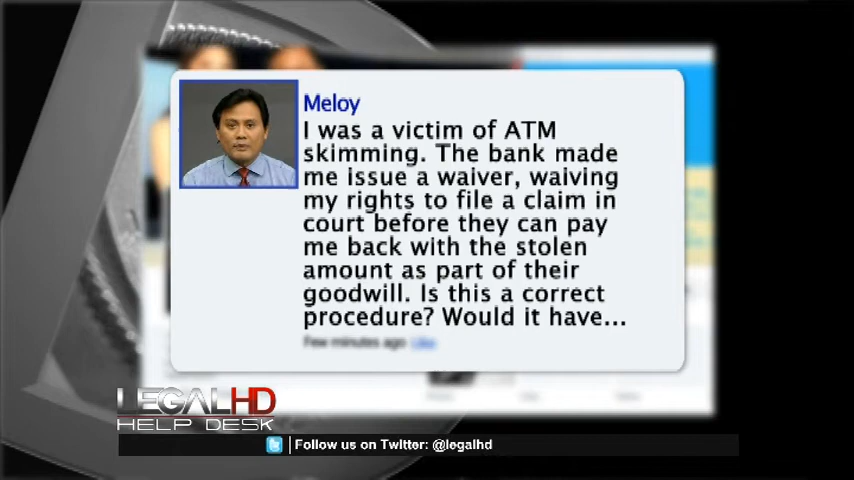 Meloy
I was a victim of ATM
skimming. The bank made
me issue a waiver, waiving
my rights to file a claim in
court before they can pay
me back with the stolen
amount as part of their
goodwill. Is this a correct
procedure? Would it have...
Few minutes ago Like
LEGALHD
HELP DESK
Follow us on Twitter: @legalhd